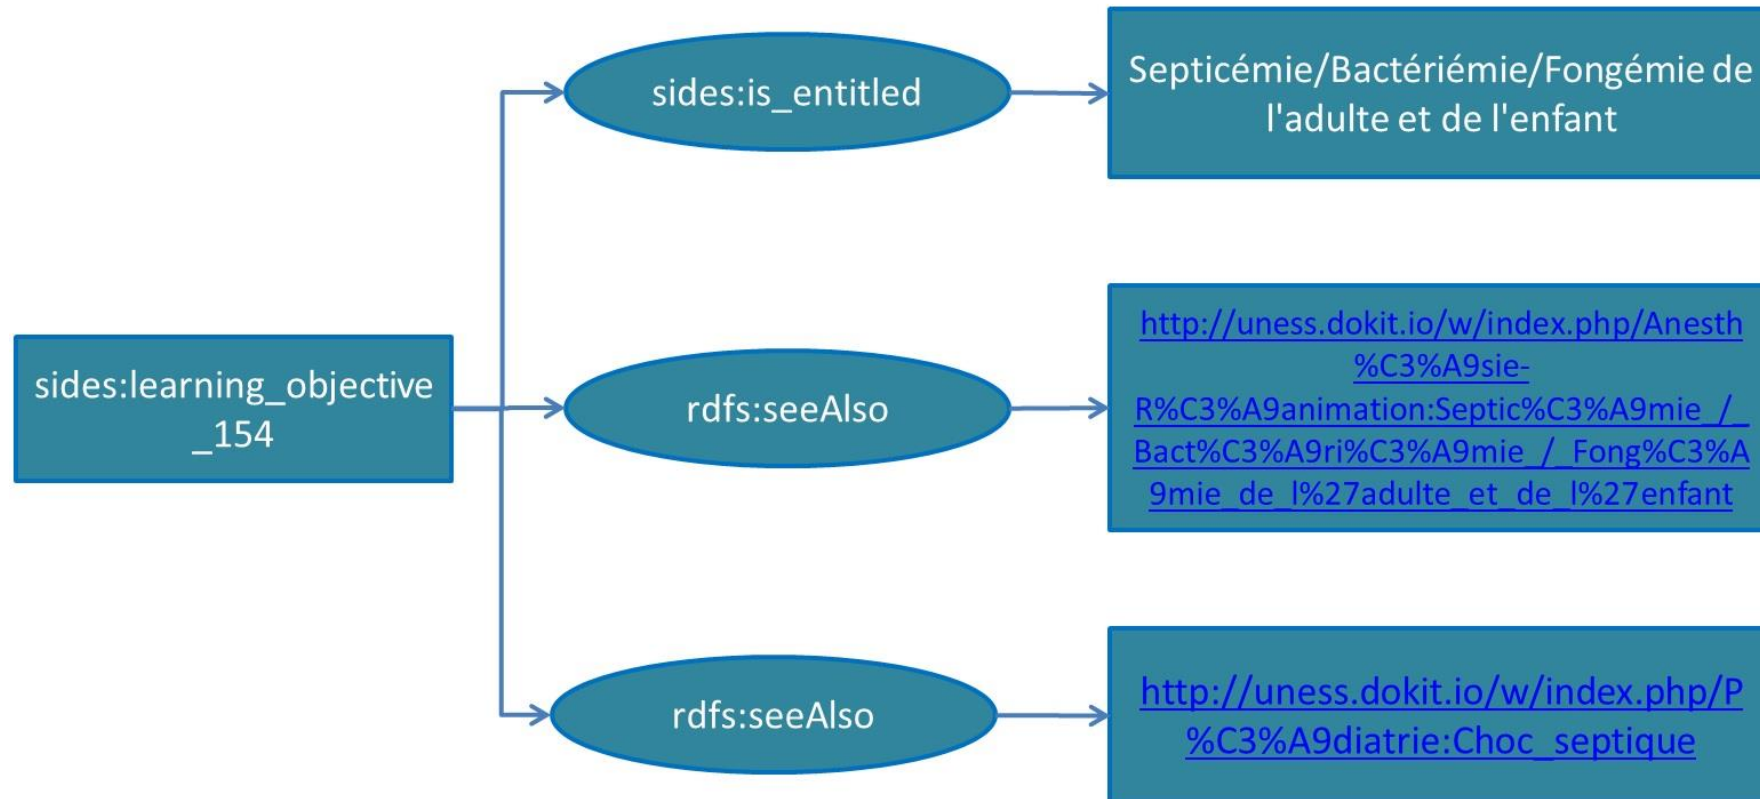 sides:is_entitled
Septicémie/Bactériémie/Fongémie de
l'adulte et de l'enfant
sides:learning_objective
_154
rdfs:seeAlso
http://uness.dokit.io/w/index.php/Anesth
%C3%A9sie-
R%C3%A9animation:Septic%C3%A9mie_/_
Bact%C3%A9ri%C3%A9mie_/_Fong%C3%A
9mie_de_l%27adulte_et_de_l%27enfant
rdfs:seeAlso
http://uness.dokit.io/w/index.php/P
%C3%A9diatrie:Choc_septique